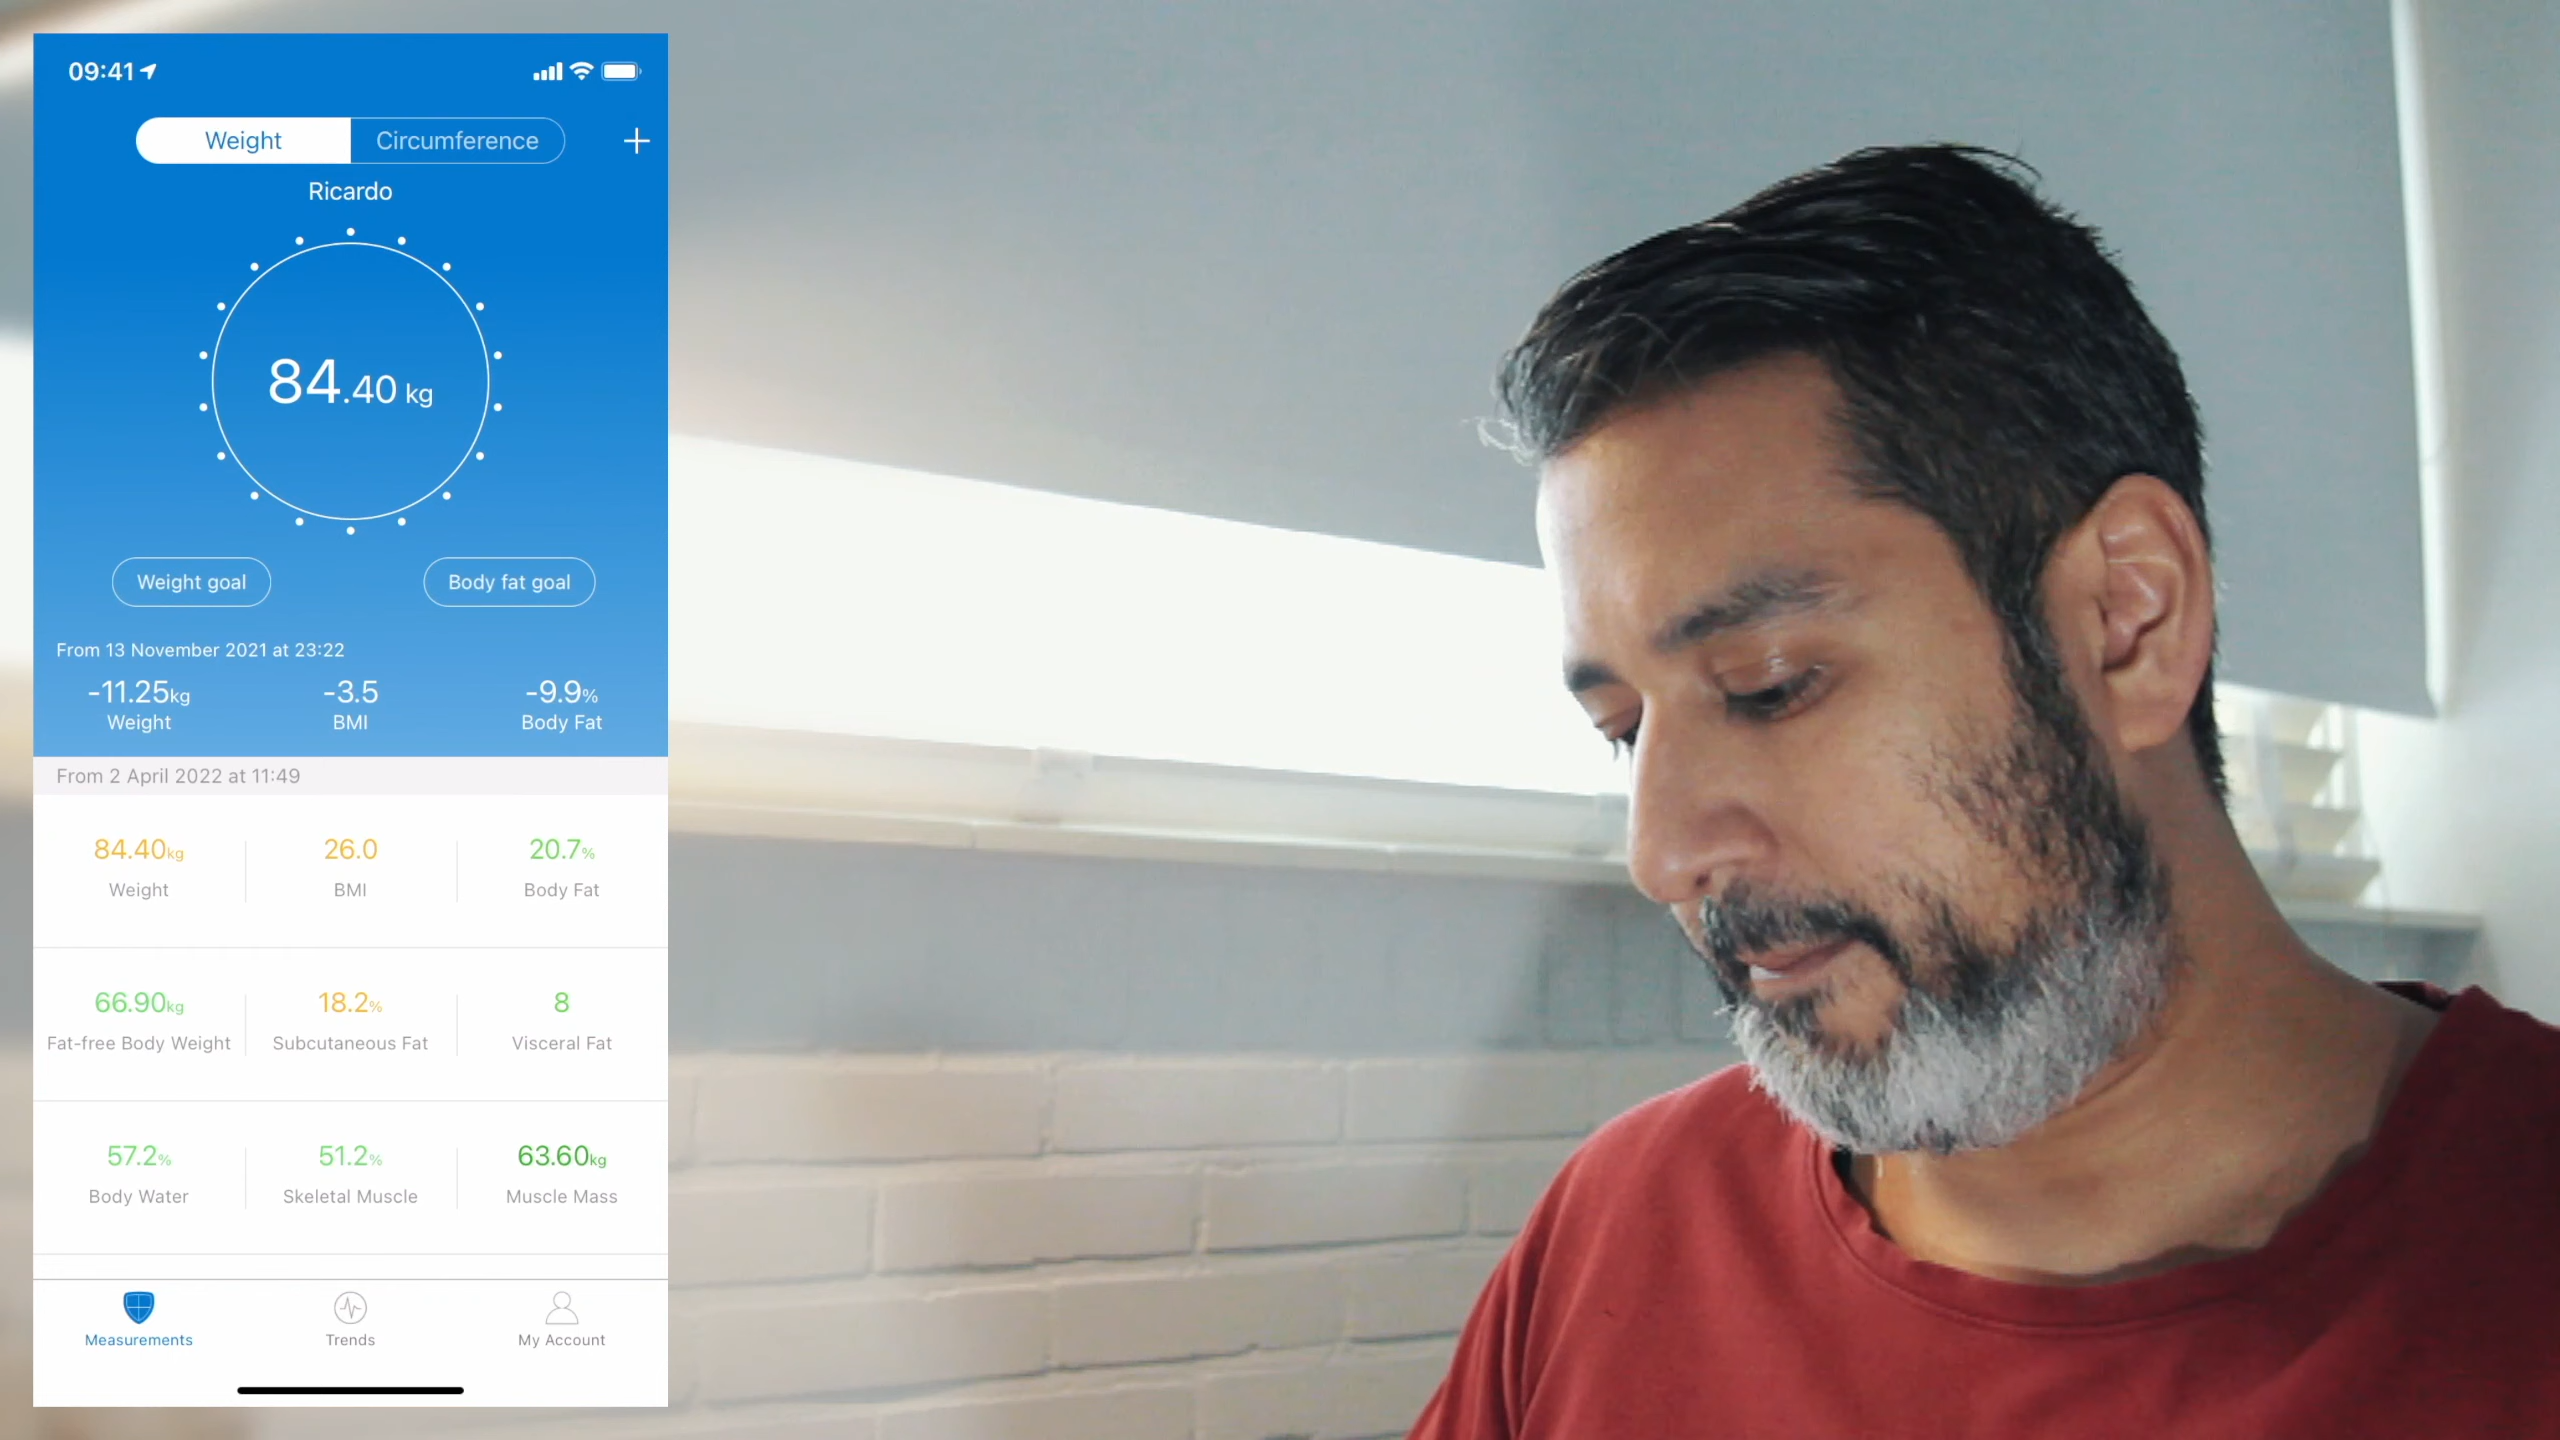 09:41
Weight Circumference +
Ricardo
84.40 kg
Weight goal Body fat goal
From 13 November 2021 at 23:22
-11.25kg -3.5 -9.9%
Weight BMI Body Fat
From 2 April 2022 at 11:49
84.40kg 26.0 20.7%
Weight BMI Body Fat
66.90kg 18.2% 8
Fat-free Body Weight Subcutaneous Fat Visceral Fat
57.2% 51.2% 63.60kg
Body Water Skeletal Muscle Muscle Mass
Measurements Trends My Account